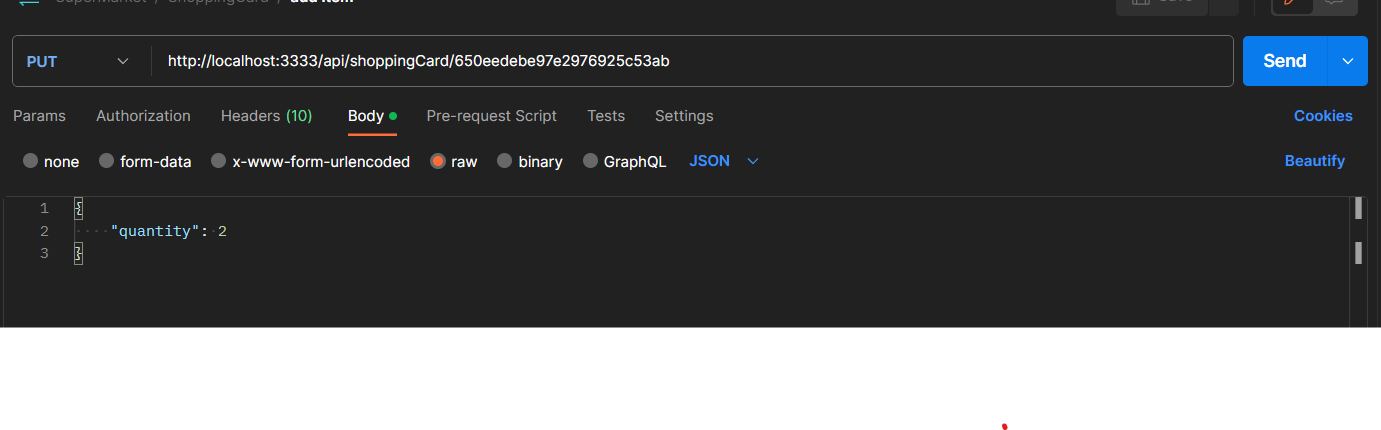 SuperMarket / ShoppingCard / add item
PUT http://localhost:3333/api/shoppingCard/650eedebe97e2976925c53ab Send
Params Authorization Headers (10) Body Pre-request Script Tests Settings Cookies
none form-data x-www-form-urlencoded raw binary GraphQL JSON Beautify
1 {
2 "quantity": 2
3 }